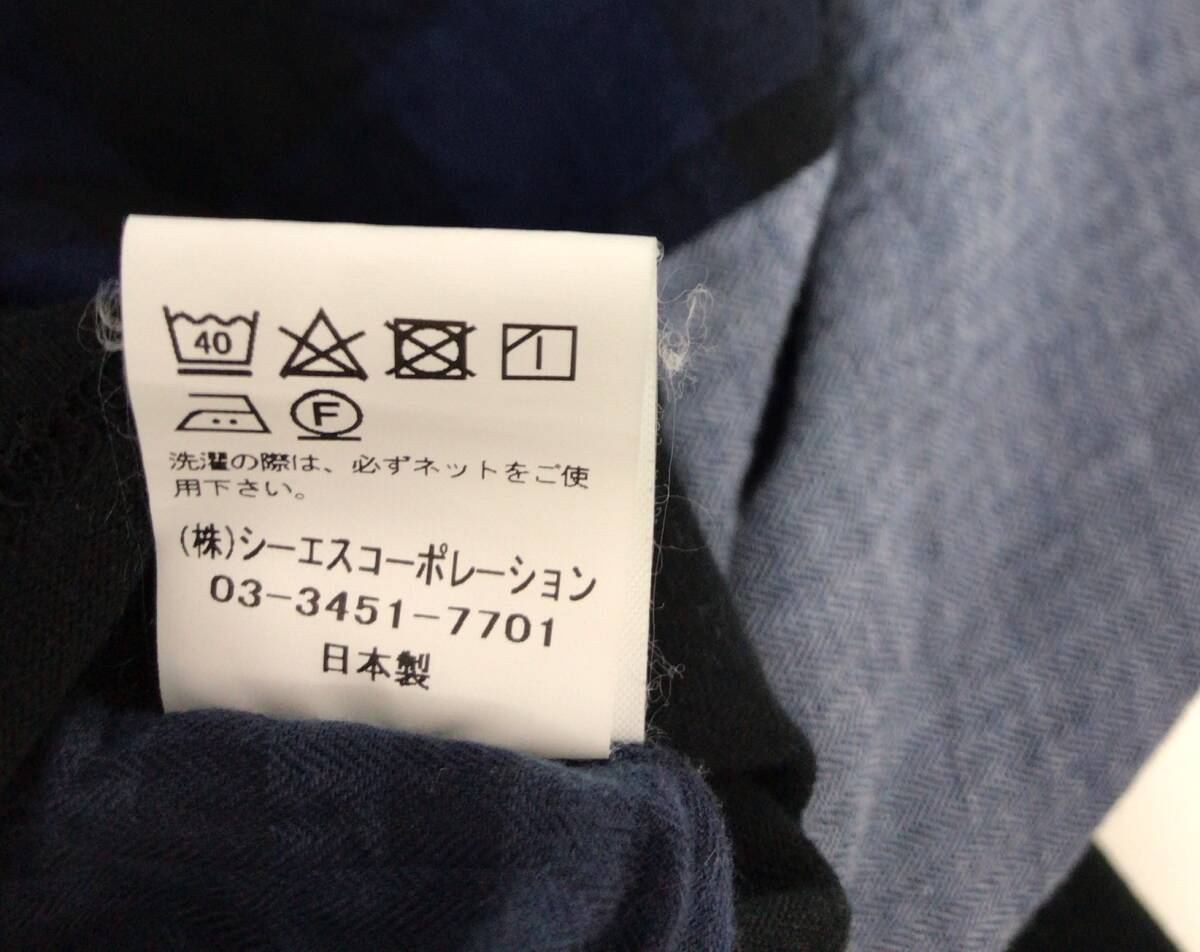 40
F
洗濯の際は、必ずネットをご使
用下さい。
(株)シーエスコーポレーション
03-3451-7701
日本製